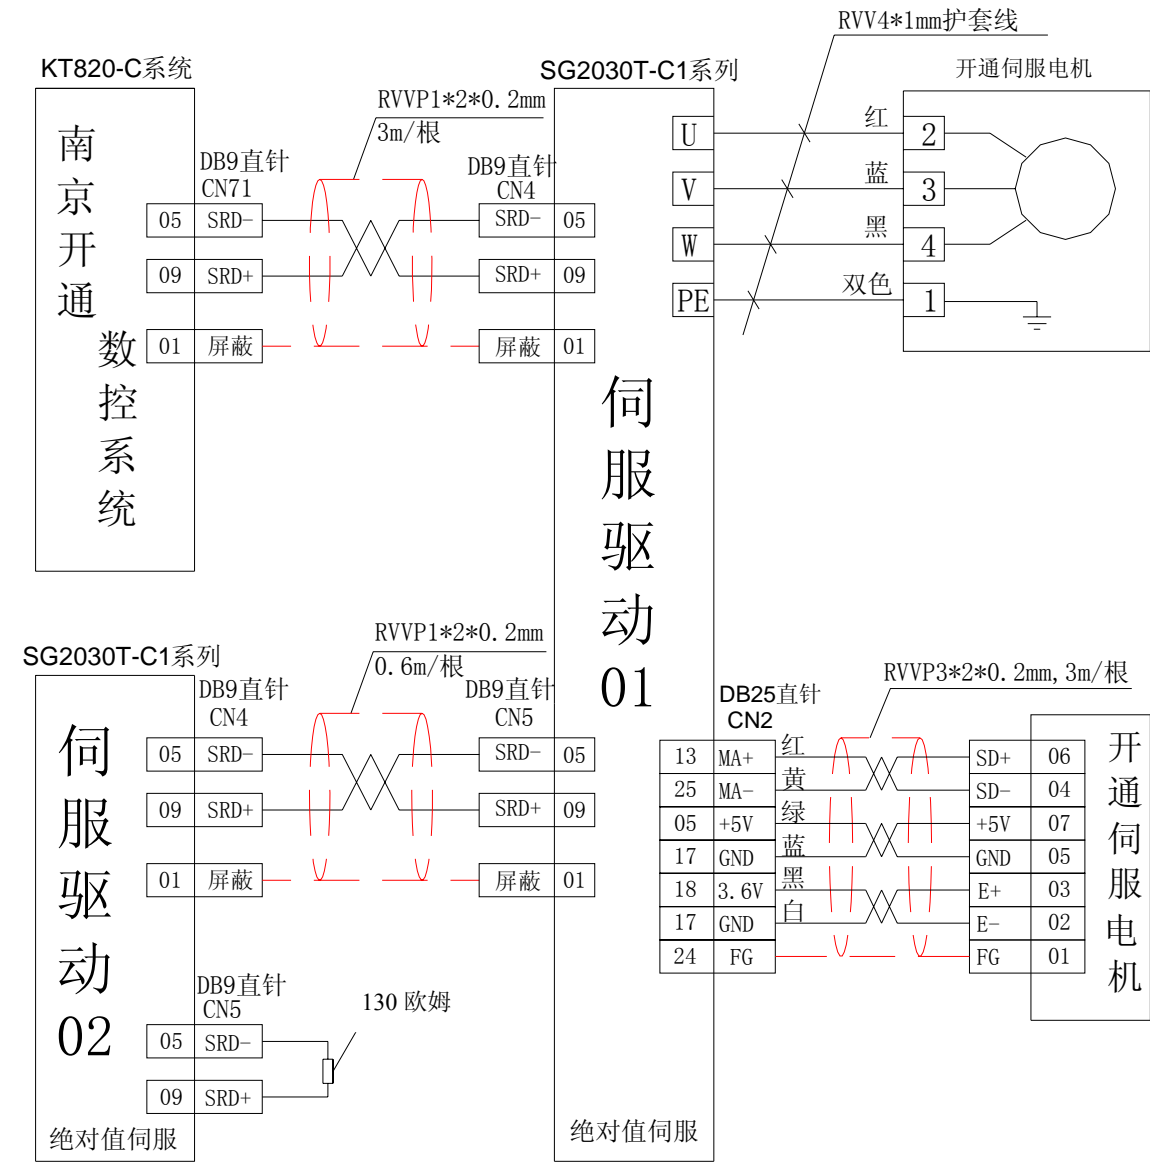 RVV4*1mm护套线
KT820-C系统
SG2030T-C1系列
开通伺服电机
RVVP1*2*0.2mm
3m/根
南京开通
数控系统
DB9直针
CN71
05 SRD-
09 SRD+
01 屏蔽
DB9直针
CN4
SRD- 05
SRD+ 09
屏蔽 01
伺服驱动
01
绝对值伺服
U 红 2
V 蓝 3
W 黑 4
PE 双色 1
SG2030T-C1系列
RVVP1*2*0.2mm
0.6m/根
伺服驱动
02
DB9直针
CN4
05 SRD-
09 SRD+
01 屏蔽
DB9直针
CN5
SRD- 05
SRD+ 09
屏蔽 01
DB9直针
CN5
130 欧姆
05 SRD-
09 SRD+
绝对值伺服
RVVP3*2*0.2mm,3m/根
DB25直针
CN2
13 MA+ 红 SD+ 06
25 MA- 黄 SD- 04
05 +5V 绿 +5V 07
17 GND 蓝 GND 05
18 3.6V 黑 E+ 03
17 GND 白 E- 02
24 FG FG 01
开通伺服电机